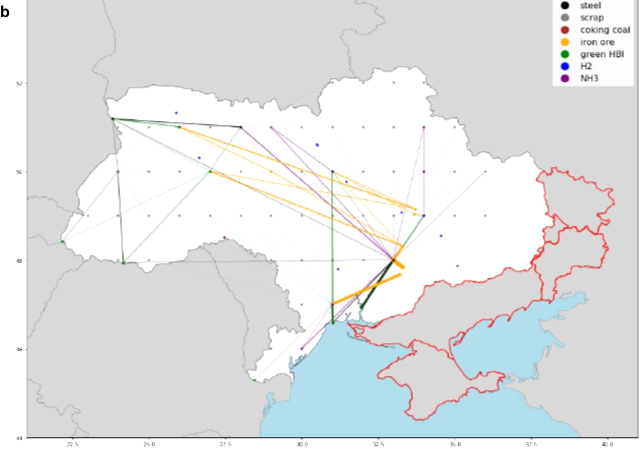 b
steel
scrap
coking coal
iron ore
green HBI
H2
NH3
52
50
48
46
44
22.5
25.0
27.5
30.0
32.5
35.0
37.5
40.0